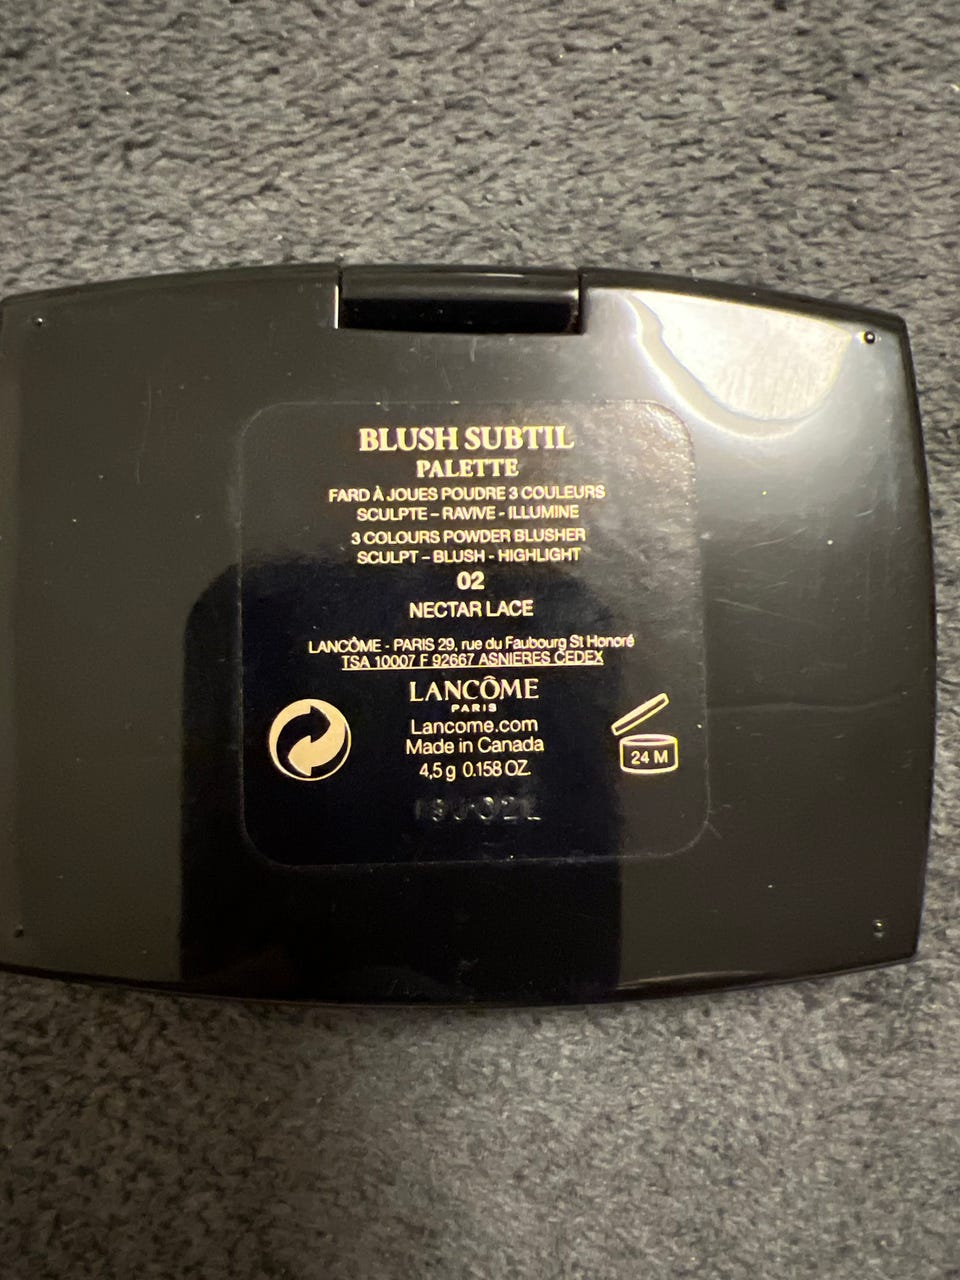 BLUSH SUBTIL
PALETTE
FARD À JOUES POUDRE 3 COULEURS
SCULPTE – RAVIVE - ILLUMINE
3 COLOURS POWDER BLUSHER
SCULPT – BLUSH - HIGHLIGHT
02
NECTAR LACE
LANCÔME - PARIS 29, rue du Faubourg St Honoré
TSA 10007 F 92667 ASNIERES CEDEX
LANCÔME
PARIS
Lancome.com
Made in Canada
24 M
4,5 g 0.158 OZ.